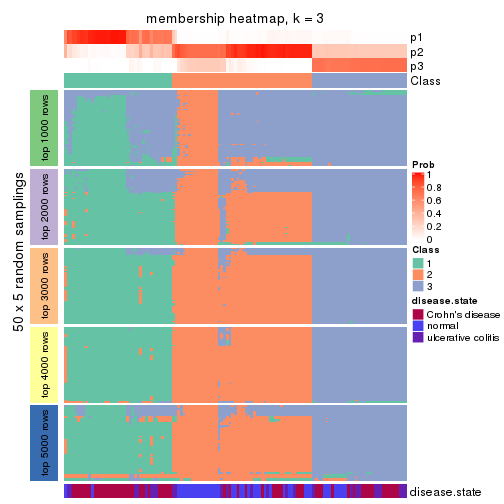 membership heatmap, k = 3
p1
p2
p3
Class
50 x 5 random samplings
top 1000 rows
top 2000 rows
top 3000 rows
top 4000 rows
top 5000 rows
Prob
1
0.8
0.6
0.4
0.2
0
Class
1
2
3
disease.state
Crohn's disease
normal
ulcerative colitis
disease.state